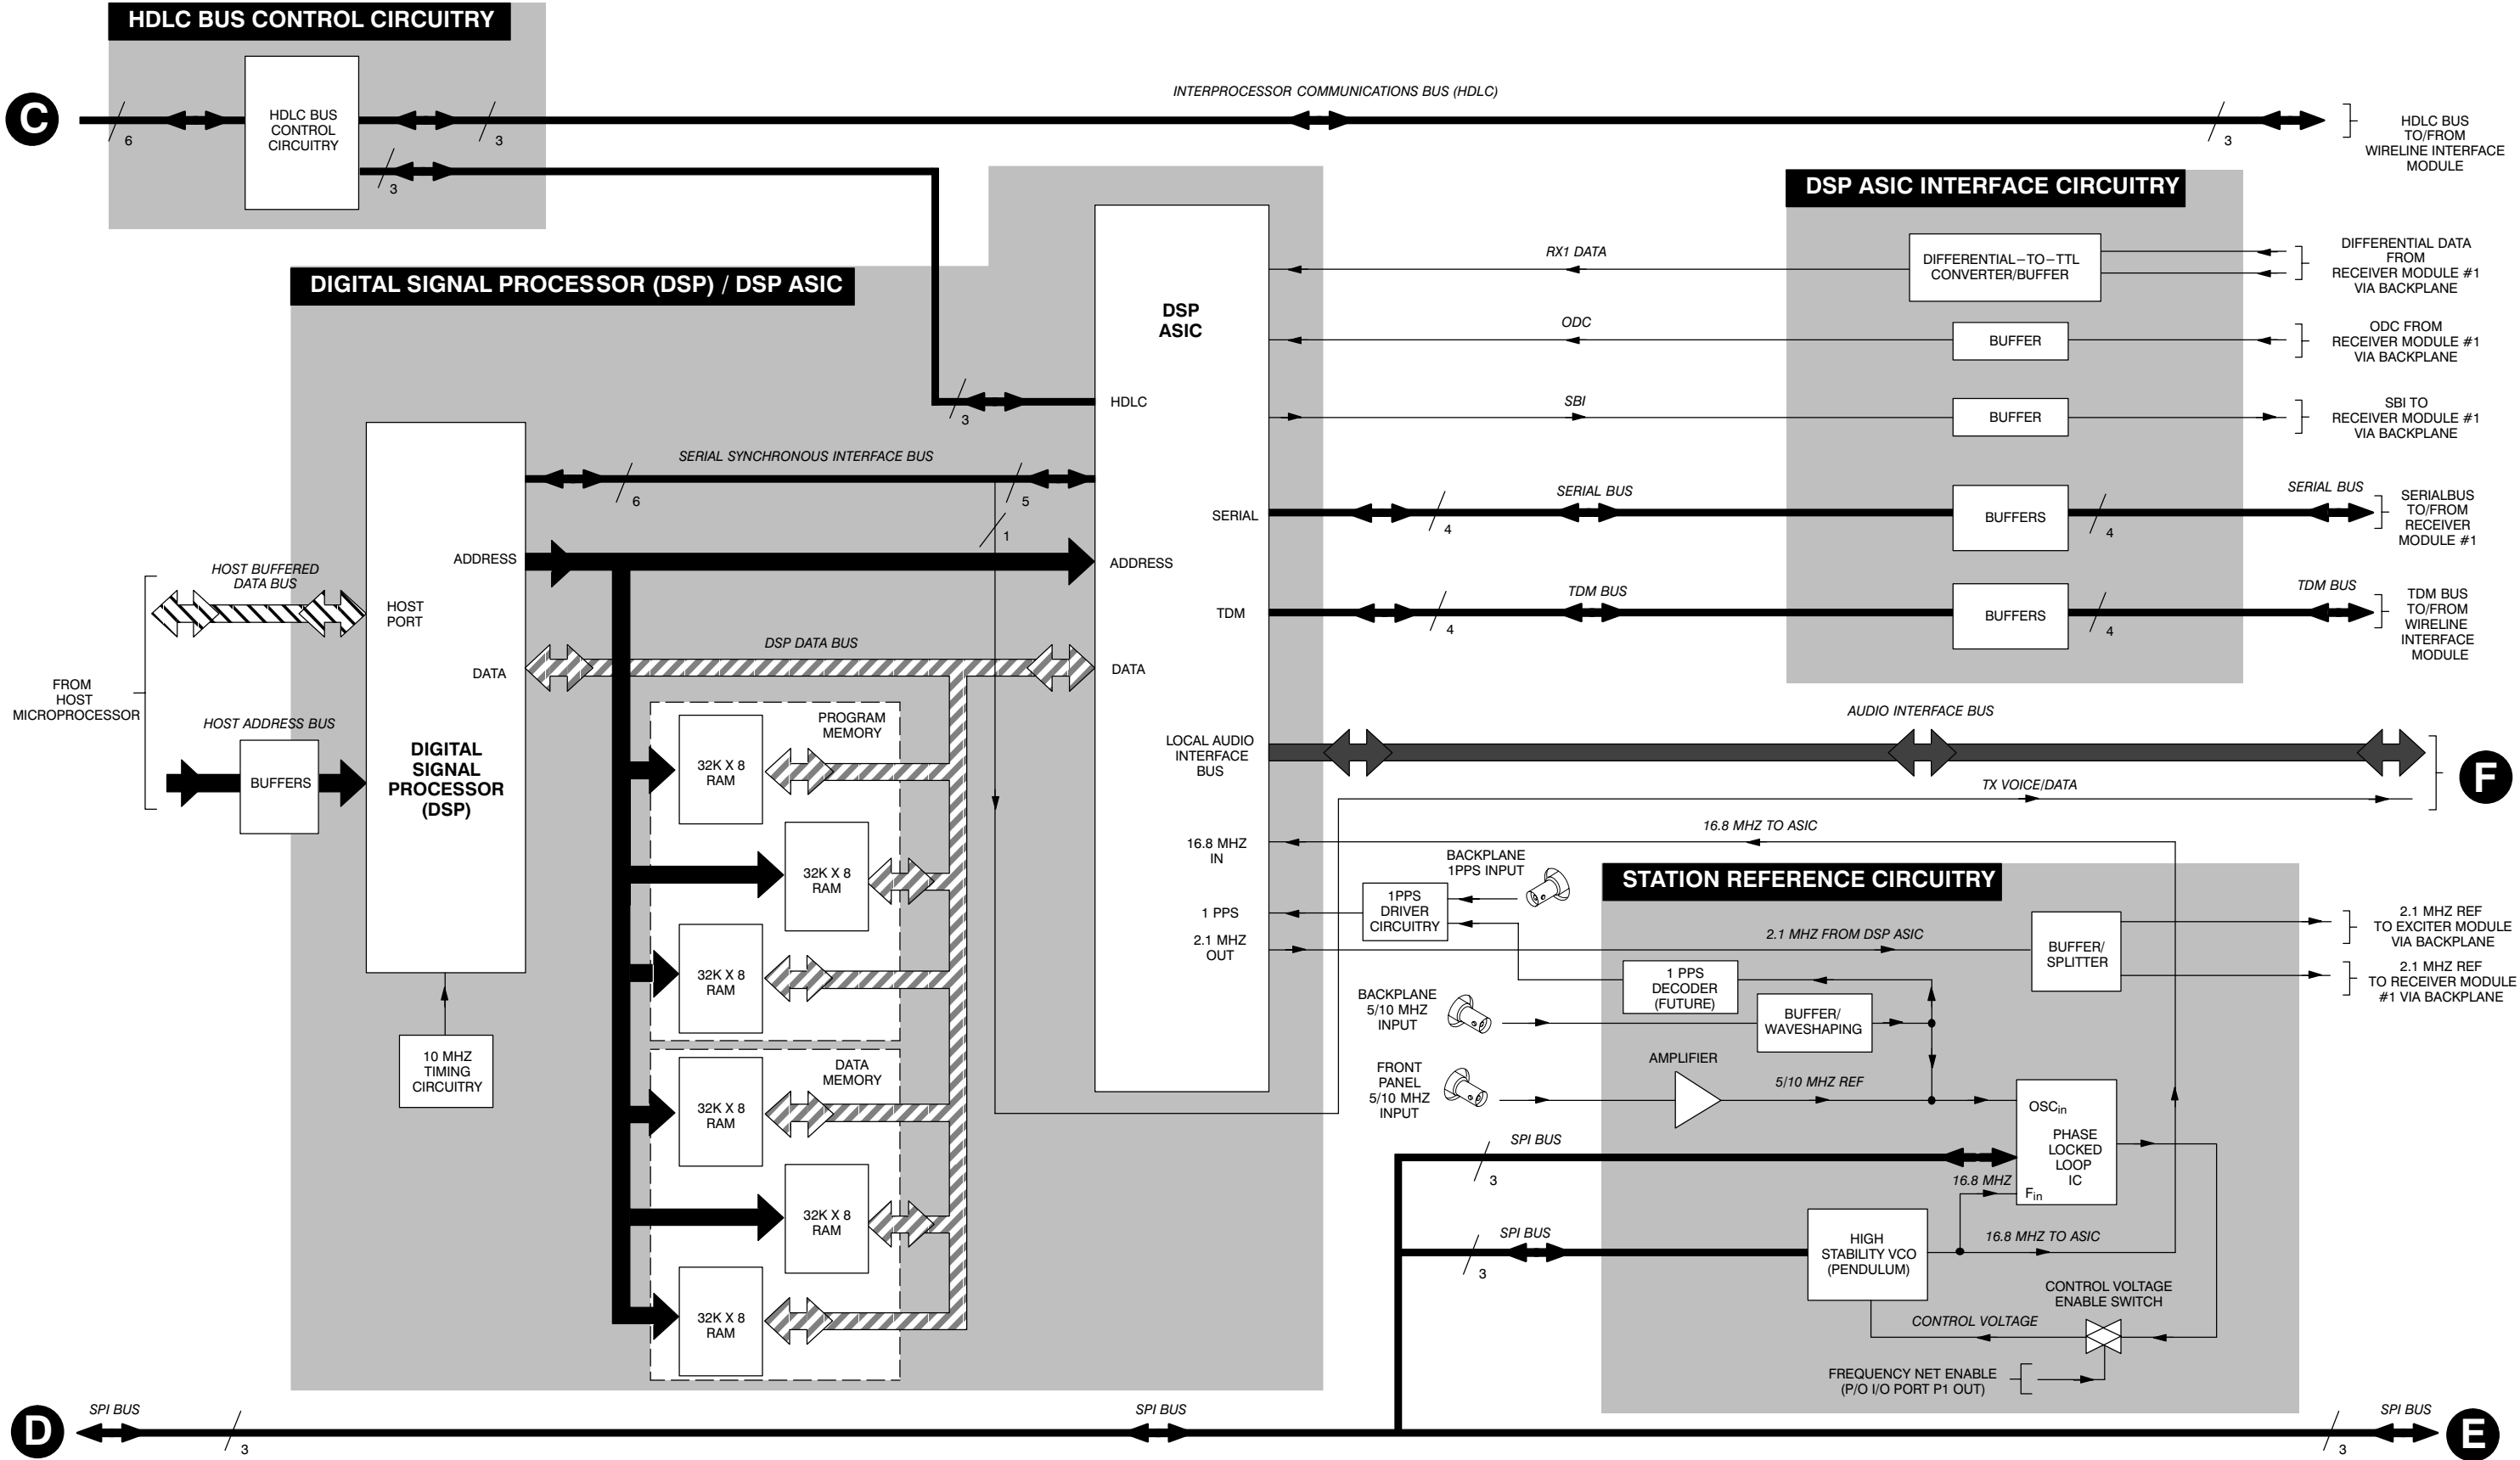 HDLC BUS CONTROL CIRCUITRY
C
6
HDLC BUS
CONTROL
CIRCUITRY
3
3
INTERPROCESSOR COMMUNICATIONS BUS (HDLC)
3
HDLC BUS
TO/FROM
WIRELINE INTERFACE
MODULE
DIGITAL SIGNAL PROCESSOR (DSP) / DSP ASIC
DSP
ASIC
HDLC
3
SERIAL SYNCHRONOUS INTERFACE BUS
6
5
1
ADDRESS
ADDRESS
HOST BUFFERED
DATA BUS
HOST
PORT
DSP DATA BUS
DATA
DATA
FROM
HOST
MICROPROCESSOR
HOST ADDRESS BUS
BUFFERS
DIGITAL
SIGNAL
PROCESSOR
(DSP)
10 MHZ
TIMING
CIRCUITRY
PROGRAM
MEMORY
32K X 8
RAM
32K X 8
RAM
32K X 8
RAM
DATA
MEMORY
32K X 8
RAM
32K X 8
RAM
32K X 8
RAM
SERIAL
TDM
LOCAL AUDIO
INTERFACE
BUS
16.8 MHZ
IN
1 PPS
2.1 MHZ
OUT
DSP ASIC INTERFACE CIRCUITRY
RX1 DATA
DIFFERENTIAL–TO–TTL
CONVERTER/BUFFER
DIFFERENTIAL DATA
FROM
RECEIVER MODULE #1
VIA BACKPLANE
ODC
BUFFER
ODC FROM
RECEIVER MODULE #1
VIA BACKPLANE
SBI
BUFFER
SBI TO
RECEIVER MODULE #1
VIA BACKPLANE
4
SERIAL BUS
BUFFERS
4
SERIAL BUS
SERIALBUS
TO/FROM
RECEIVER
MODULE #1
4
TDM BUS
BUFFERS
4
TDM BUS
TDM BUS
TO/FROM
WIRELINE
INTERFACE
MODULE
AUDIO INTERFACE BUS
TX VOICE/DATA
F
16.8 MHZ TO ASIC
BACKPLANE
1PPS INPUT
1PPS
DRIVER
CIRCUITRY
STATION REFERENCE CIRCUITRY
2.1 MHZ FROM DSP ASIC
BUFFER/
SPLITTER
2.1 MHZ REF
TO EXCITER MODULE
VIA BACKPLANE
2.1 MHZ REF
TO RECEIVER MODULE
#1 VIA BACKPLANE
1 PPS
DECODER
(FUTURE)
BACKPLANE
5/10 MHZ
INPUT
BUFFER/
WAVESHAPING
FRONT
PANEL
5/10 MHZ
INPUT
AMPLIFIER
5/10 MHZ REF
OSCin
PHASE
LOCKED
LOOP
IC
Fin
SPI BUS
3
16.8 MHZ
SPI BUS
3
HIGH
STABILITY VCO
(PENDULUM)
16.8 MHZ TO ASIC
CONTROL VOLTAGE
ENABLE SWITCH
CONTROL VOLTAGE
FREQUENCY NET ENABLE
(P/O I/O PORT P1 OUT)
D
SPI BUS
3
SPI BUS
3
SPI BUS
E